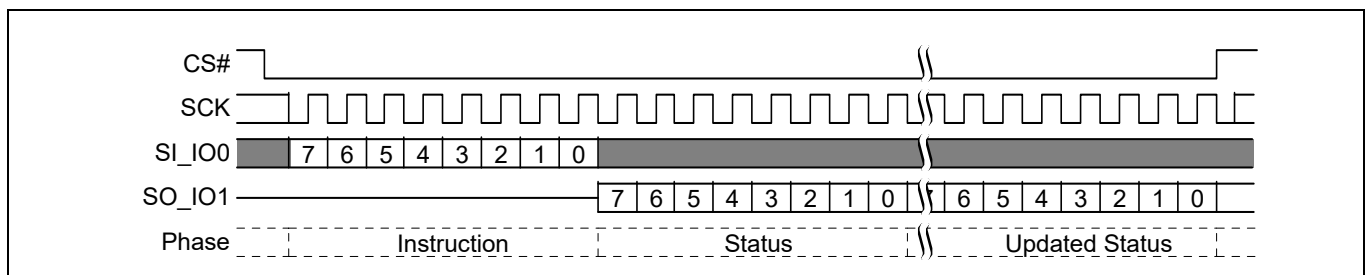 CS#
SCK
SI_IO0 7 6 5 4 3 2 1 0
SO_IO1 7 6 5 4 3 2 1 0 6 5 4 3 2 1 0
Phase Instruction Status Updated Status